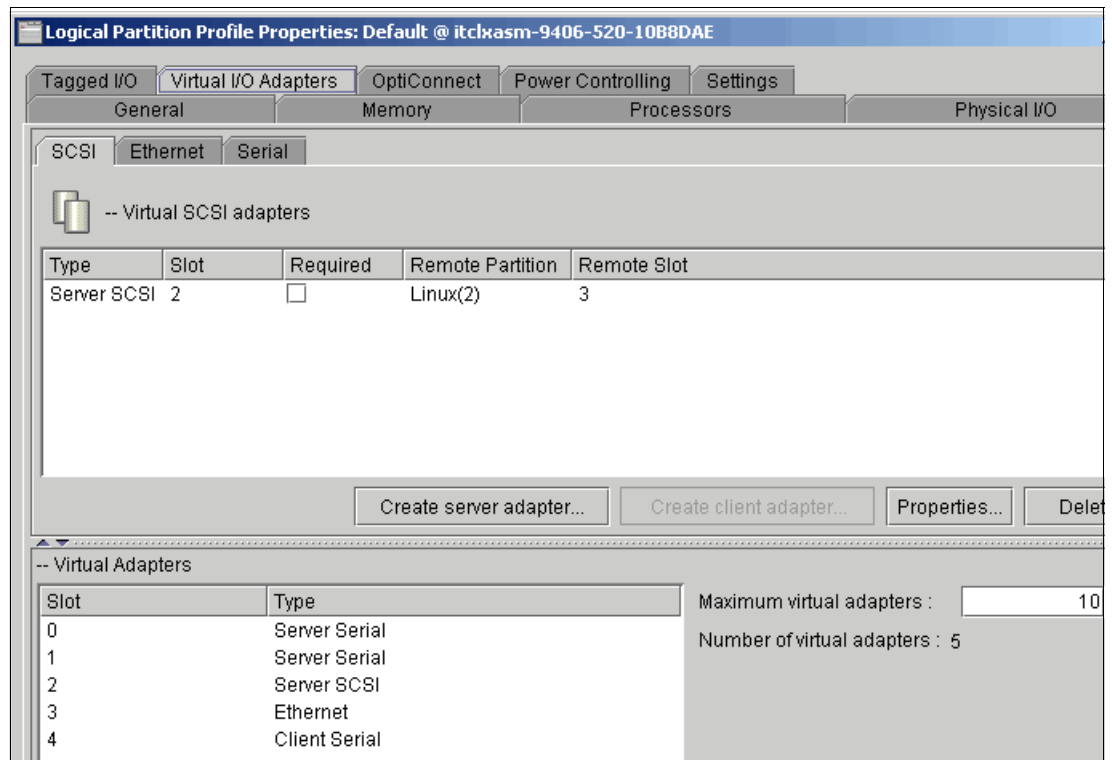 Logical Partition Profile Properties: Default @ itclxasm-9406-520-10B8DAE
Tagged I/O Virtual I/O Adapters OptiConnect Power Controlling Settings
General Memory Processors Physical I/O
SCSI Ethernet Serial
-- Virtual SCSI adapters
Type Slot Required Remote Partition Remote Slot
Server SCSI 2 Linux(2) 3
Create server adapter... Create client adapter... Properties... Delet
-- Virtual Adapters
Slot Type
0 Server Serial
1 Server Serial
2 Server SCSI
3 Ethernet
4 Client Serial
Maximum virtual adapters : 10
Number of virtual adapters : 5